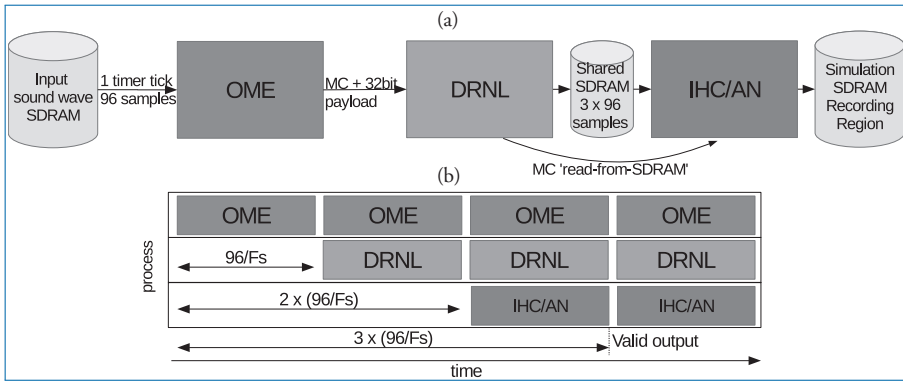 (a)
Input
sound wave
SDRAM
1 timer tick
96 samples
OME
MC + 32bit
payload
DRNL
Shared
SDRAM
3 x 96
samples
IHC/AN
Simulation
SDRAM
Recording
Region
MC 'read-from-SDRAM'
(b)
process
OME OME OME OME
96/Fs DRNL DRNL DRNL
2 x (96/Fs) IHC/AN IHC/AN
3 x (96/Fs) Valid output
time